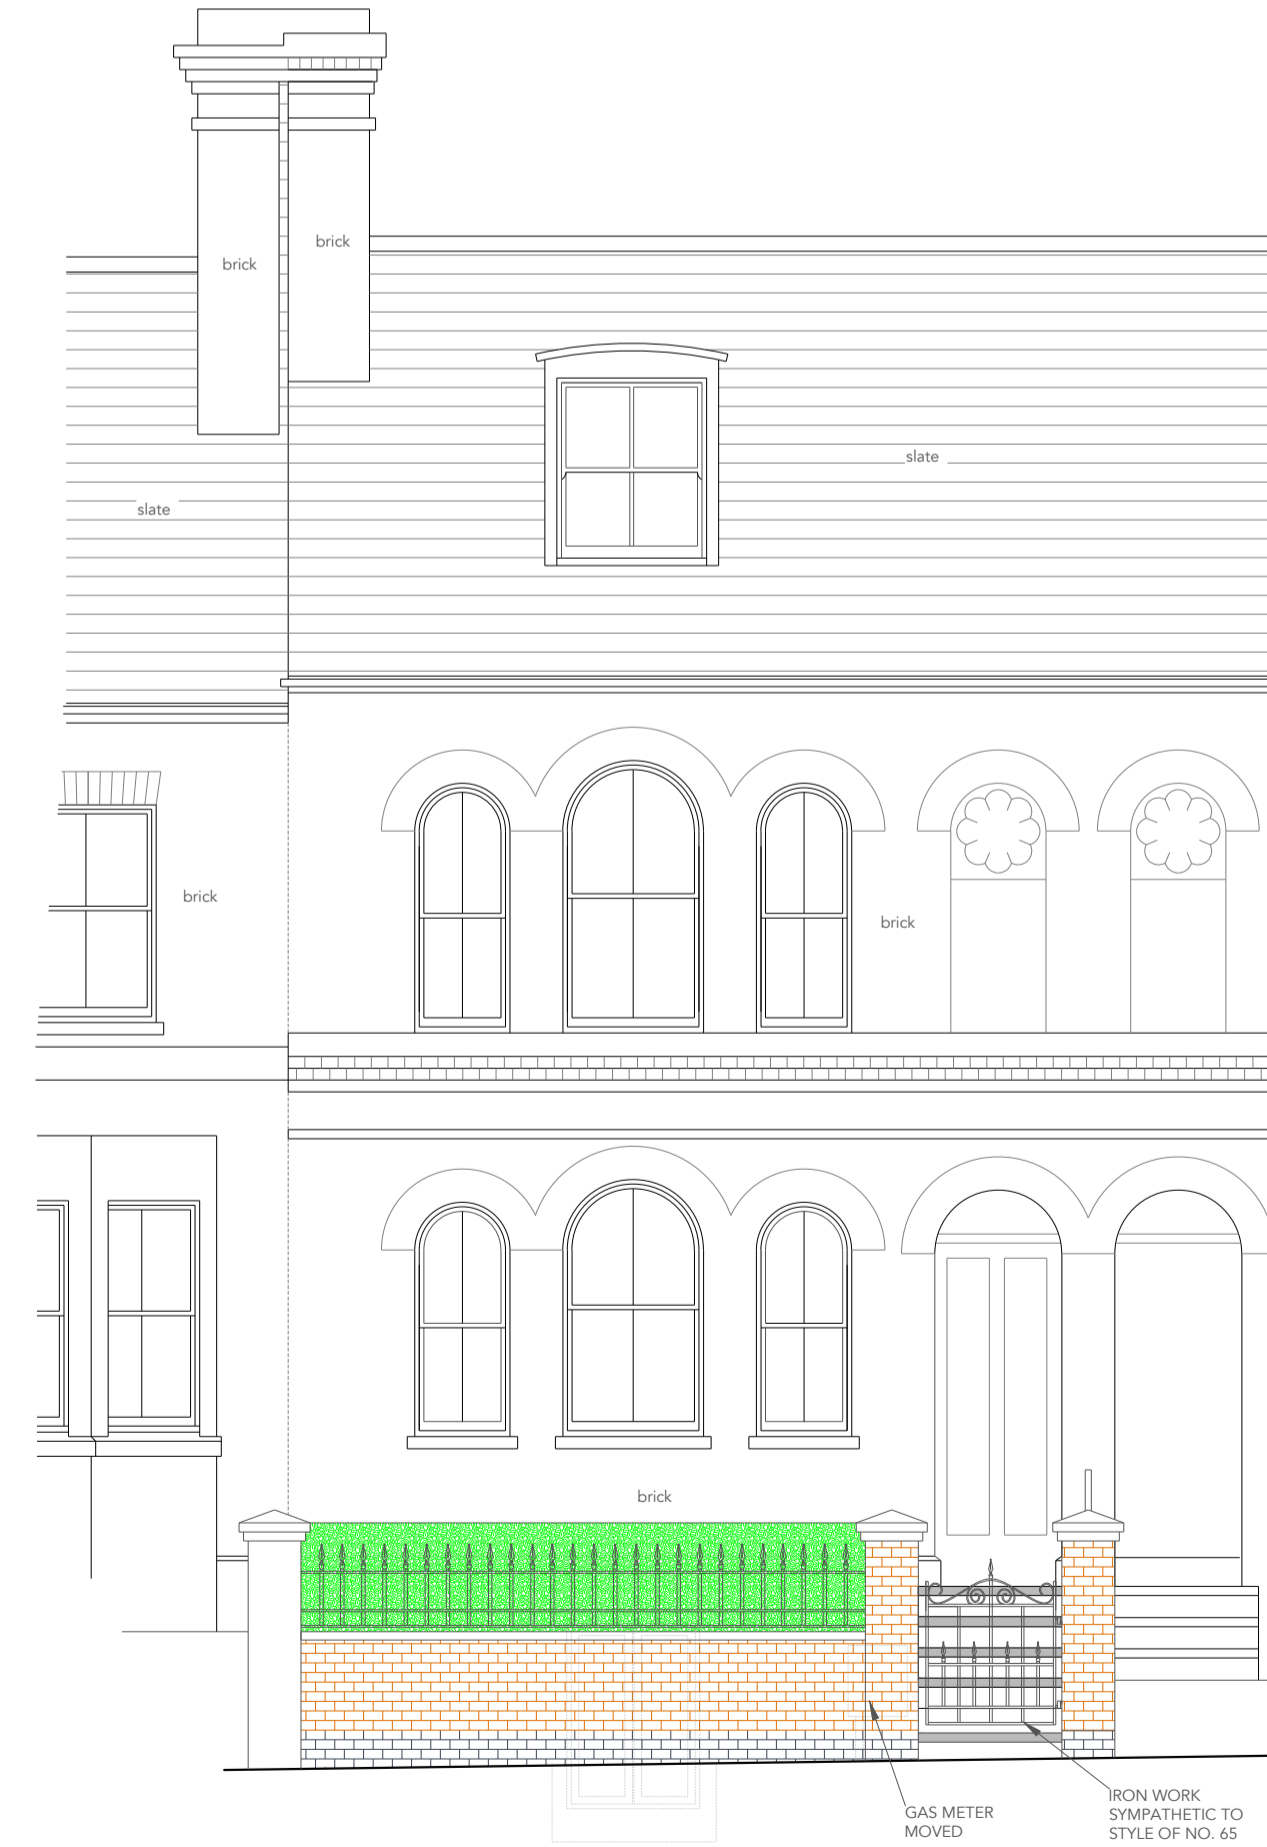 brick
brick
slate
slate
brick
brick
brick
GAS METER
MOVED
IRON WORK
SYMPATHETIC TO
STYLE OF NO. 65